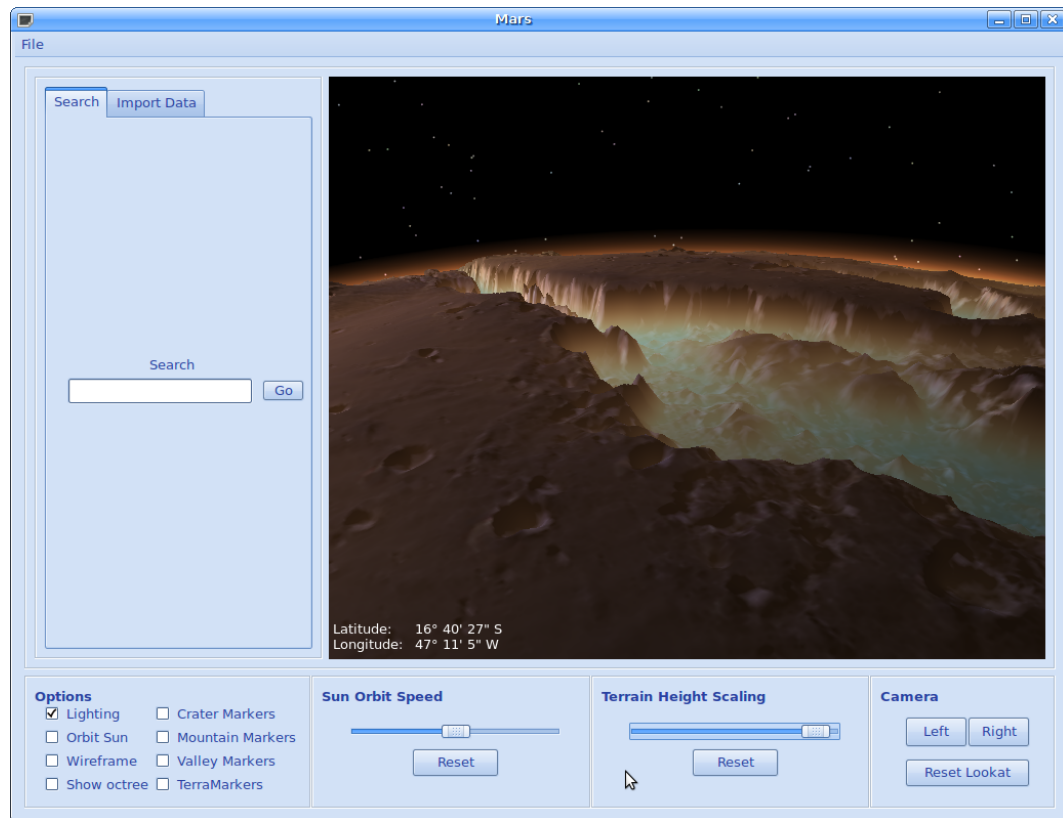 Mars
File
Search Import Data
Search
Go
Latitude: 16° 40' 27" S
Longitude: 47° 11' 5" W
Options
Lighting Crater Markers
Orbit Sun Mountain Markers
Wireframe Valley Markers
Show octree TerraMarkers
Sun Orbit Speed
Reset
Terrain Height Scaling
Reset
Camera
Left Right
Reset Lookat